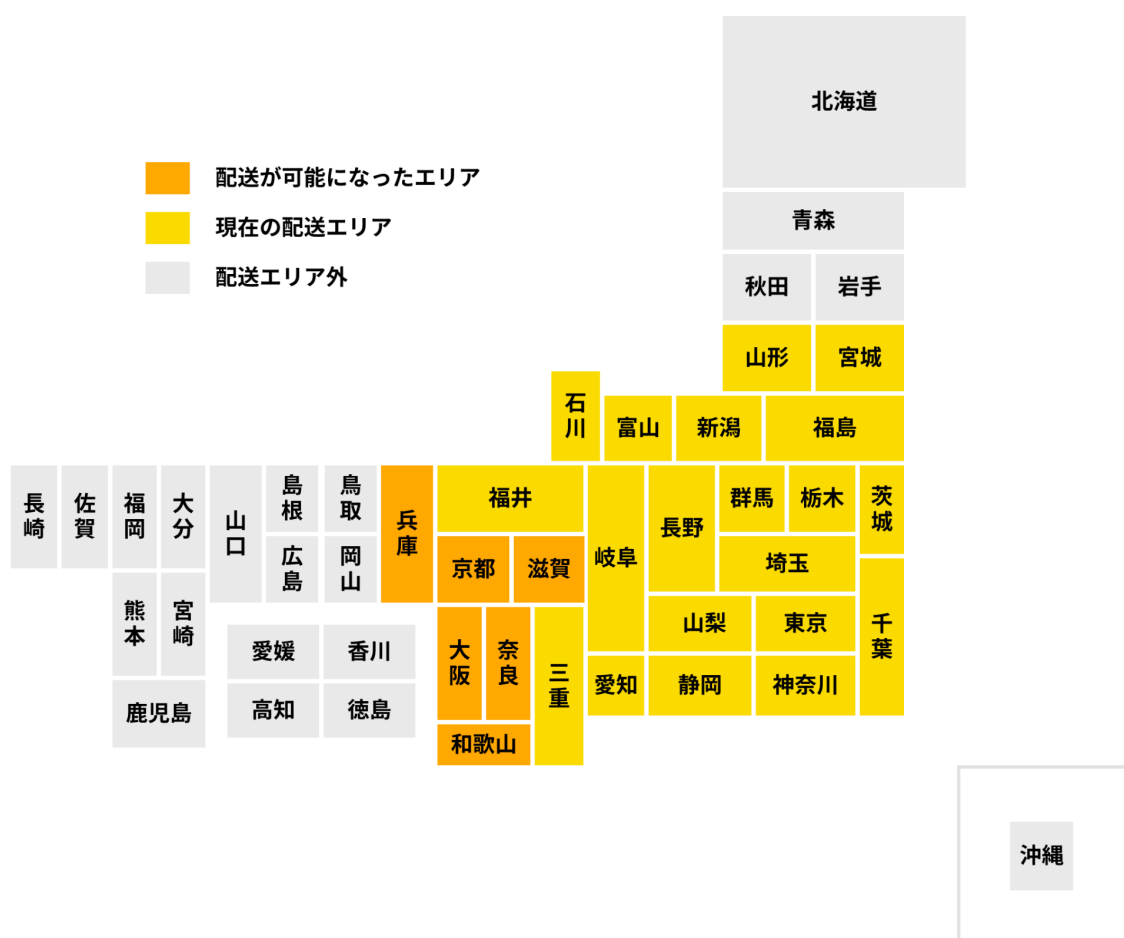 北海道
配送が可能になったエリア
現在の配送エリア
配送エリア外
青森
秋田
岩手
山形
宮城
石川
富山
新潟
福島
長崎
佐賀
福岡
大分
山口
島根
鳥取
兵庫
福井
岐阜
長野
群馬
栃木
茨城
広島
岡山
京都
滋賀
埼玉
熊本
宮崎
愛媛
香川
大阪
奈良
三重
山梨
東京
千葉
鹿児島
高知
徳島
和歌山
愛知
静岡
神奈川
沖縄